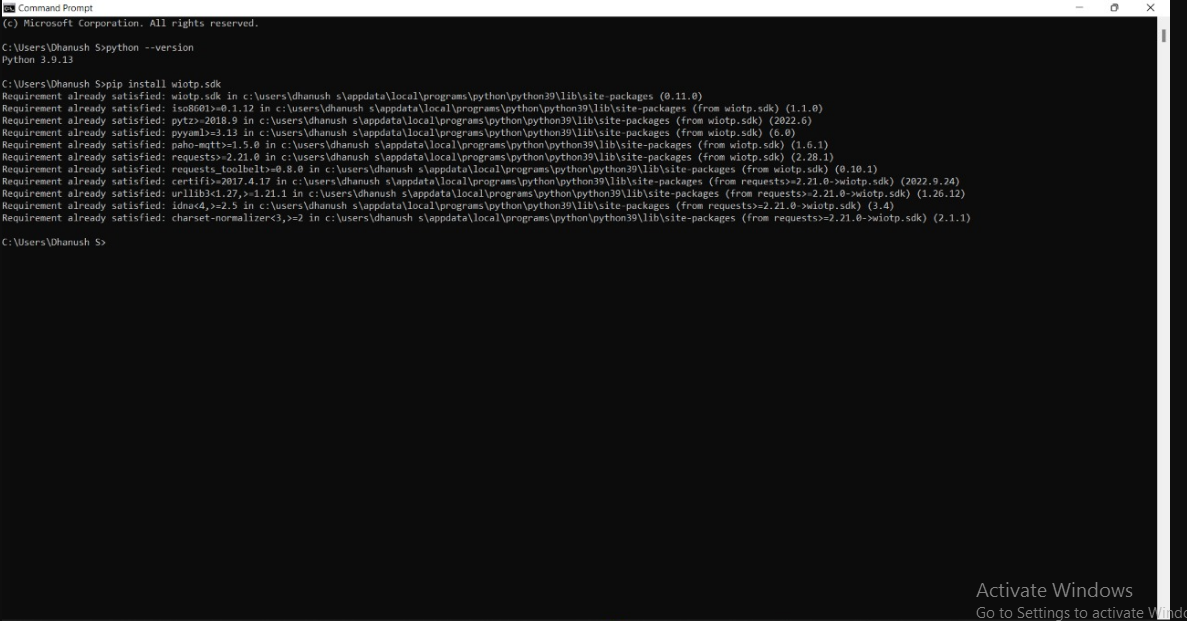 Command Prompt
(c) Microsoft Corporation. All rights reserved.
C:\Users\Dhanush S>python --version
Python 3.9.13
C:\Users\Dhanush S>pip install wiotp.sdk
Requirement already satisfied: wiotp.sdk in c:\users\dhanush s\appdata\local\programs\python\python39\lib\site-packages (0.11.0)
Requirement already satisfied: iso8601>=0.1.12 in c:\users\dhanush s\appdata\local\programs\python\python39\lib\site-packages (from wiotp.sdk) (1.1.0)
Requirement already satisfied: pytz>=2018.9 in c:\users\dhanush s\appdata\local\programs\python\python39\lib\site-packages (from wiotp.sdk) (2022.6)
Requirement already satisfied: pyyaml>=3.13 in c:\users\dhanush s\appdata\local\programs\python\python39\lib\site-packages (from wiotp.sdk) (6.0)
Requirement already satisfied: paho-mqtt>=1.5.0 in c:\users\dhanush s\appdata\local\programs\python\python39\lib\site-packages (from wiotp.sdk) (1.6.1)
Requirement already satisfied: requests>=2.21.0 in c:\users\dhanush s\appdata\local\programs\python\python39\lib\site-packages (from wiotp.sdk) (2.28.1)
Requirement already satisfied: requests_toolbelt>=0.8.0 in c:\users\dhanush s\appdata\local\programs\python\python39\lib\site-packages (from wiotp.sdk) (0.10.1)
Requirement already satisfied: certifi>=2017.4.17 in c:\users\dhanush s\appdata\local\programs\python\python39\lib\site-packages (from requests>=2.21.0->wiotp.sdk) (2022.9.24)
Requirement already satisfied: urllib3<1.27,>=1.21.1 in c:\users\dhanush s\appdata\local\programs\python\python39\lib\site-packages (from requests>=2.21.0->wiotp.sdk) (1.26.12)
Requirement already satisfied: idna<4,>=2.5 in c:\users\dhanush s\appdata\local\programs\python\python39\lib\site-packages (from requests>=2.21.0->wiotp.sdk) (3.4)
Requirement already satisfied: charset-normalizer<3,>=2 in c:\users\dhanush s\appdata\local\programs\python\python39\lib\site-packages (from requests>=2.21.0->wiotp.sdk) (2.1.1)
C:\Users\Dhanush S>
Activate Windows
Go to Settings to activate Windo